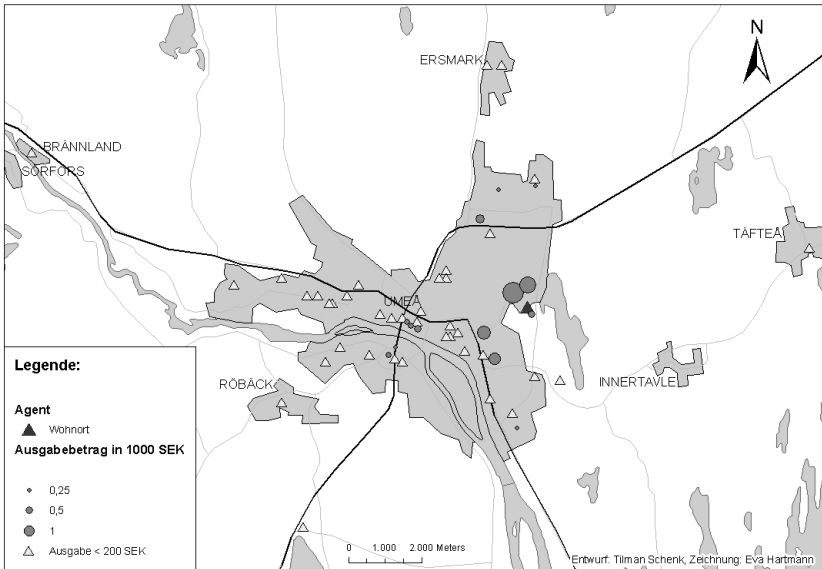 N
ERSMARK
BRÄNNLAND
SÖRFORS
TÄFTEÅ
UMEÅ
INNERTAVLE
RÖBÄCK
Legende:
Agent
Wohnort
Ausgabebetrag in 1000 SEK
0,25
0,5
1
Ausgabe < 200 SEK
0 1.000 2.000 Meters
Entwurf: Tilman Schenk, Zeichnung: Eva Hartmann